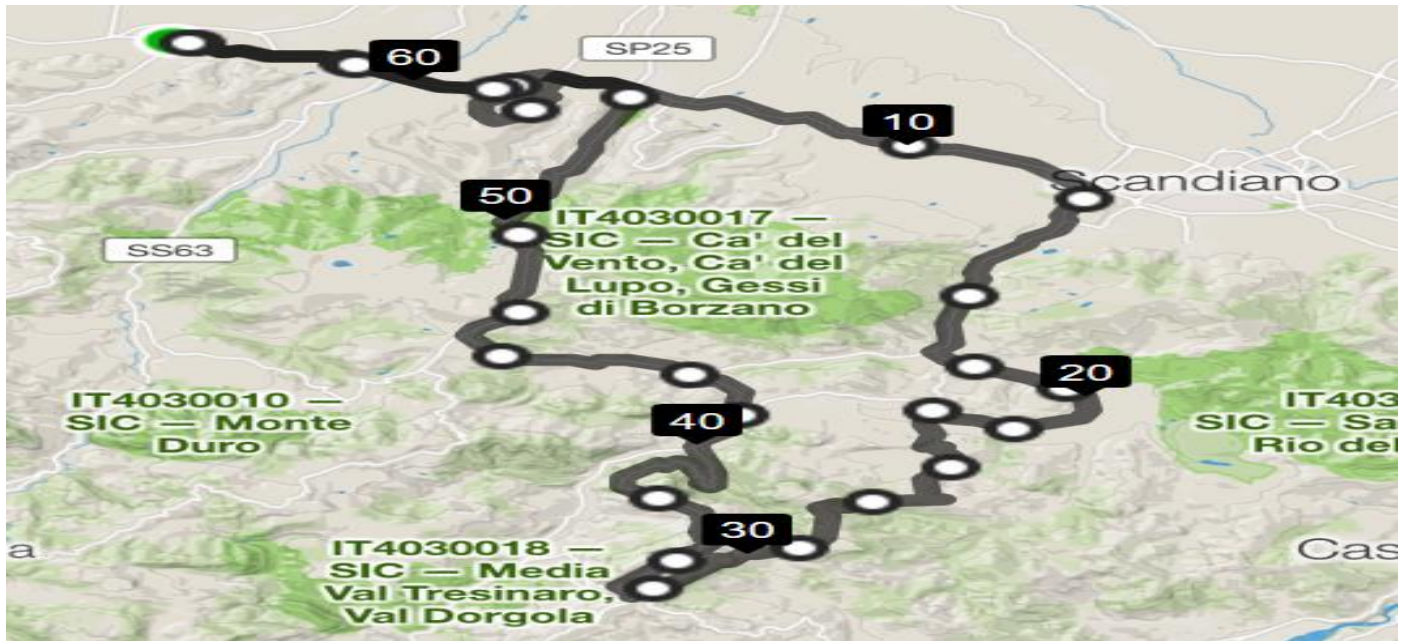 60
SP25
10
Scandiano
50
IT4030017 —
SIC — Ca' del
Vento, Ca' del
Lupo, Gessi
di Borzano
SS63
20
IT4030010 —
SIC — Monte
Duro
IT403
SIC — Sa
Rio del
40
30
IT4030018 —
SIC — Media
Val Tresinaro,
Val Dorgola
a
Cas